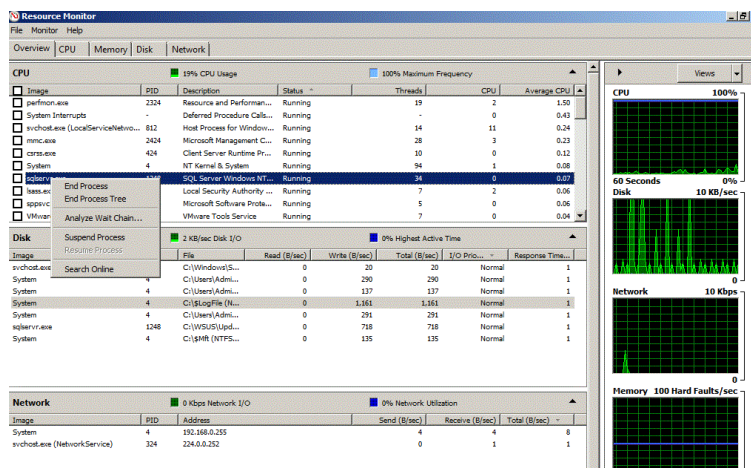 Resource Monitor
File Monitor Help
Overview CPU Memory Disk Network
CPU 19% CPU Usage 100% Maximum Frequency
Image PID Description Status Threads CPU Average CPU
perfmon.exe 2324 Resource and Performan... Running 19 2 1.50
System Interrupts - Deferred Procedure Calls... Running - 0 0.43
svchost.exe (LocalServiceNetwo... 812 Host Process for Window... Running 14 11 0.24
mmc.exe 2424 Microsoft Management C... Running 28 3 0.23
csrss.exe 424 Client Server Runtime Pr... Running 10 0 0.12
System 4 NT Kernel & System Running 94 1 0.08
sqlservr.exe 1248 SQL Server Windows NT... Running 34 0 0.07
lsass.ex Local Security Authority ... Running 7 2 0.06
sppsvc Microsoft Software Prote... Running 5 0 0.06
VMwar VMware Tools Service Running 7 0 0.04
End Process
End Process Tree
Analyze Wait Chain...
Suspend Process
Resume Process
Search Online
Disk 2 KB/sec Disk I/O 0% Highest Active Time
Image File Read (B/sec) Write (B/sec) Total (B/sec) I/O Prio... Response Time...
svchost.exe C:\Windows\S... 0 20 20 Normal 1
System 4 C:\Users\Admi... 0 290 290 Normal 1
System 4 C:\Users\Admi... 0 137 137 Normal 1
System 4 C:\$LogFile (N... 0 1,161 1,161 Normal 1
System 4 C:\Users\Admi... 0 291 291 Normal 1
sqlservr.exe 1248 C:\WSUS\Upd... 0 718 718 Normal 1
System 4 C:\$Mft (NTFS... 0 135 135 Normal 1
Network 0 Kbps Network I/O 0% Network Utilization
Image PID Address Send (B/sec) Receive (B/sec) Total (B/sec)
System 4 192.168.0.255 4 4 8
svchost.exe (NetworkService) 324 224.0.0.252 0 1 1
Views
CPU 100%
60 Seconds 0%
Disk 10 KB/sec
0
Network 10 Kbps
0
Memory 100 Hard Faults/sec